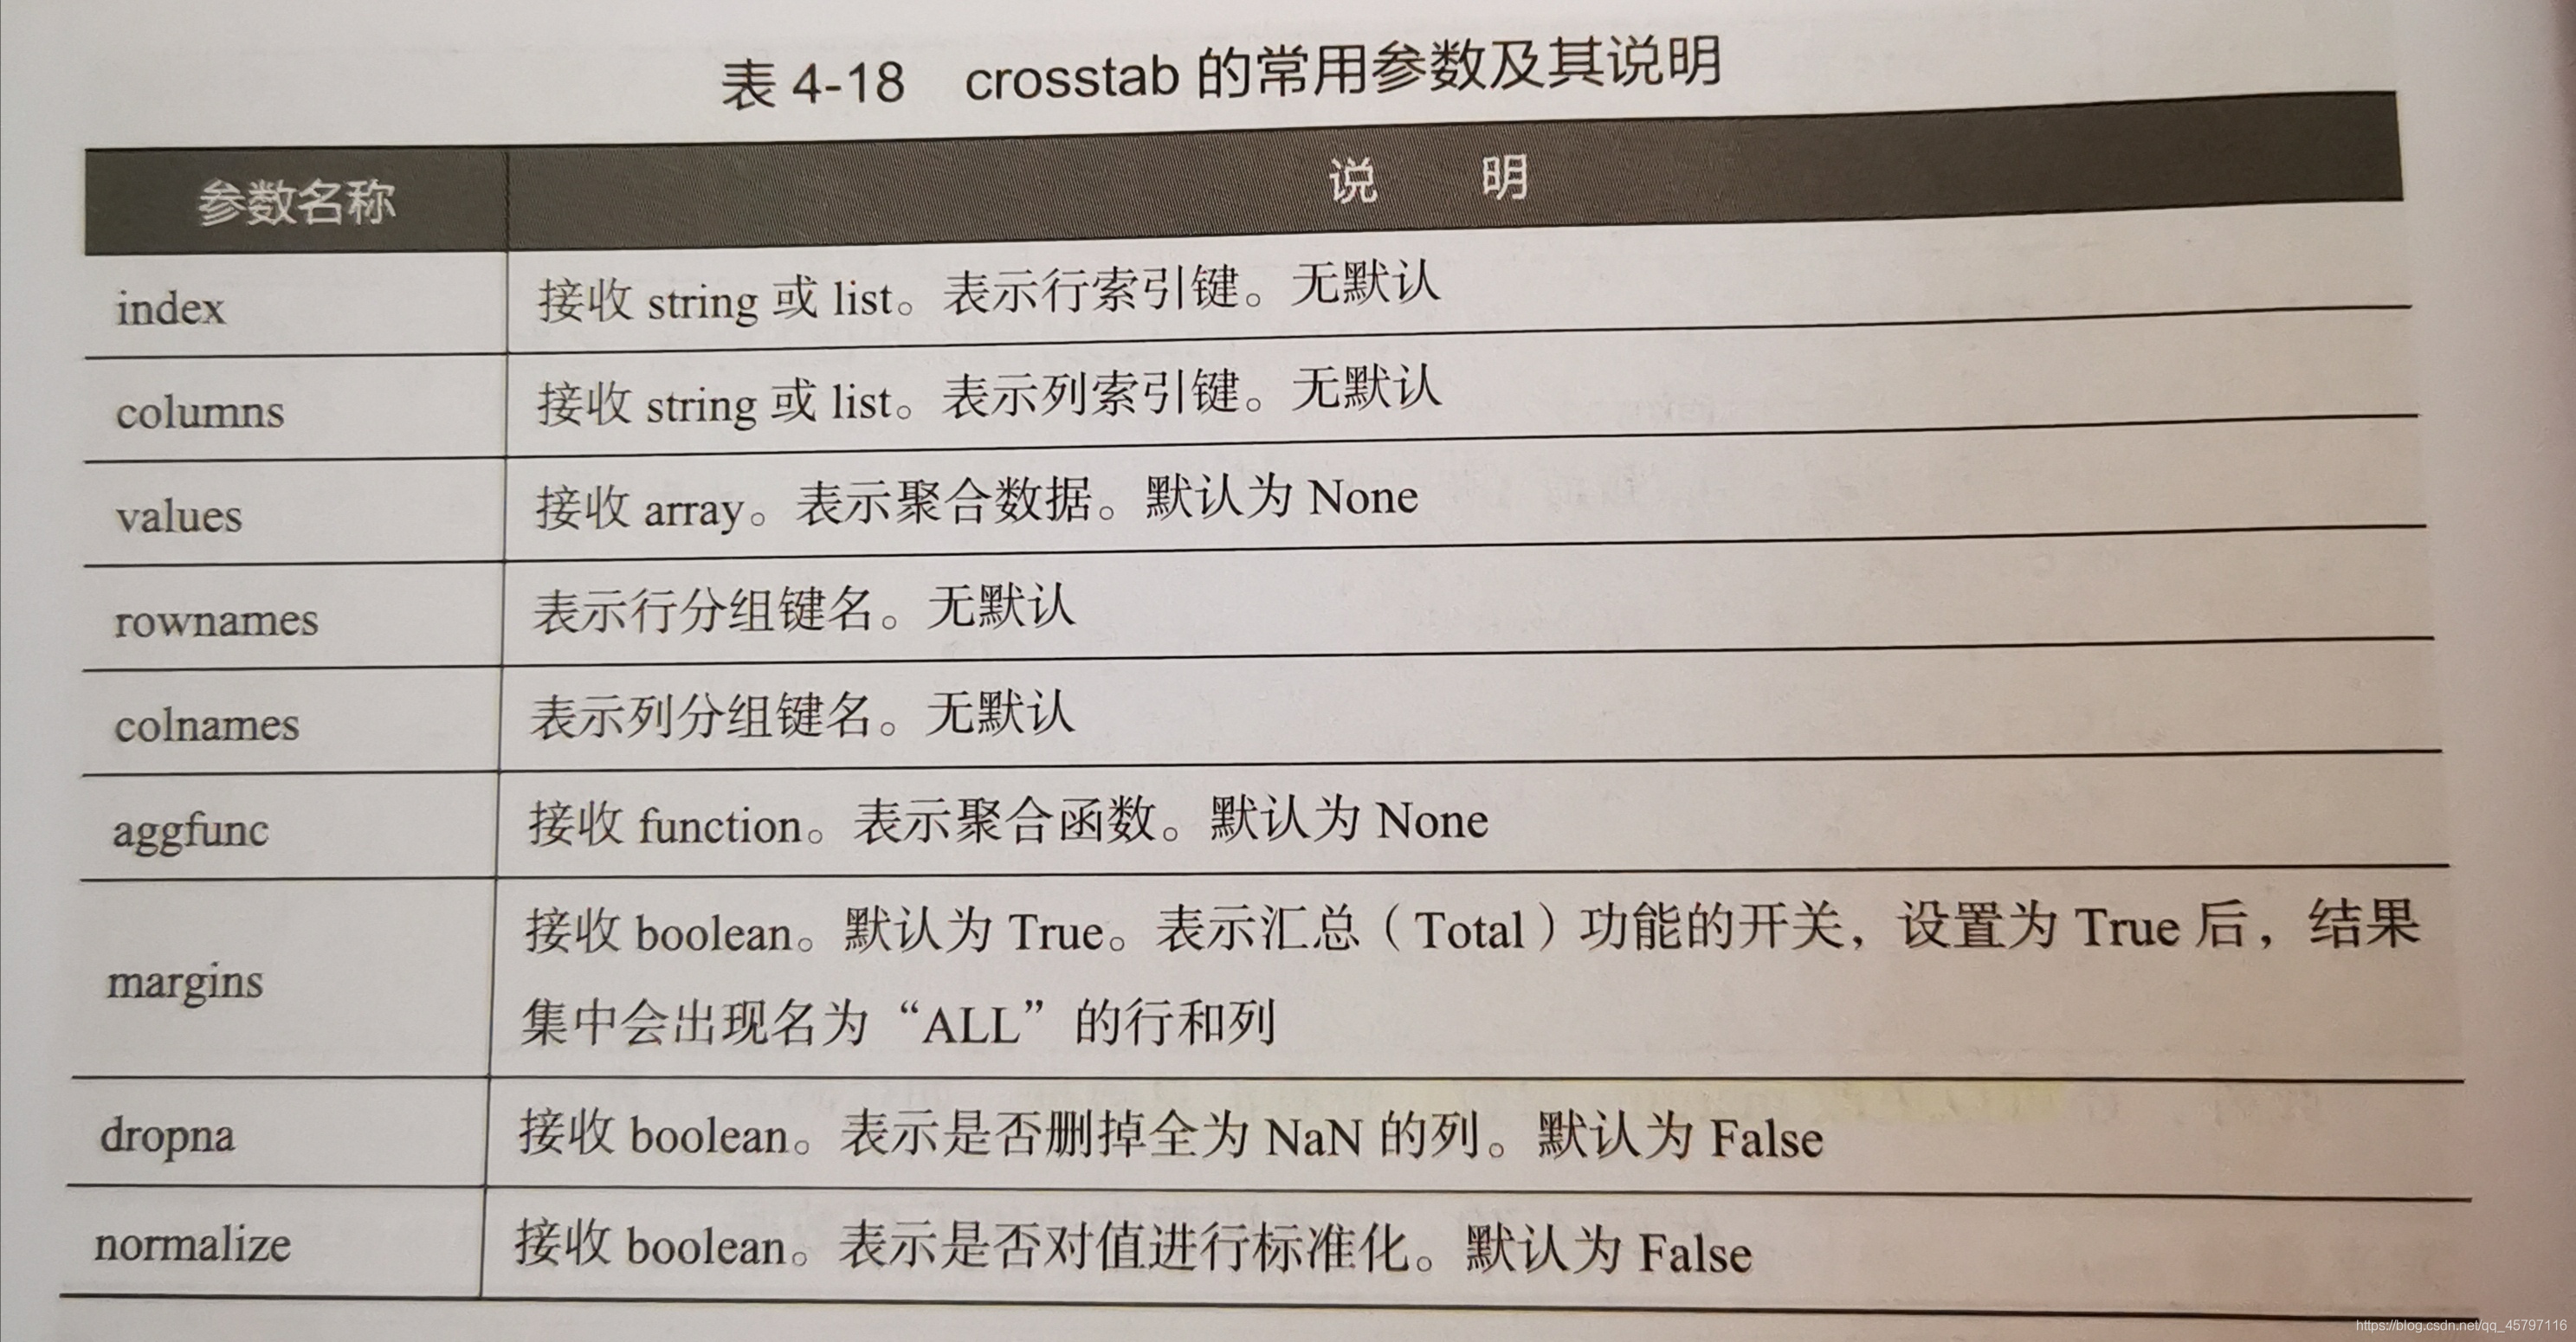 表 4-18 crosstab 的常用参数及其说明
参数名称 说 明
index 接收 string 或 list。表示行索引键。无默认
columns 接收 string 或 list。表示列索引键。无默认
values 接收 array。表示聚合数据。默认为 None
rownames 表示行分组键名。无默认
colnames 表示列分组键名。无默认
aggfunc 接收 function。表示聚合函数。默认为 None
margins 接收 boolean。默认为 True。表示汇总（Total）功能的开关，设置为 True 后，结果
集中会出现名为“ALL”的行和列
dropna 接收 boolean。表示是否删掉全为 NaN 的列。默认为 False
normalize 接收 boolean。表示是否对值进行标准化。默认为 False
https://blog.csdn.net/qq_45797116